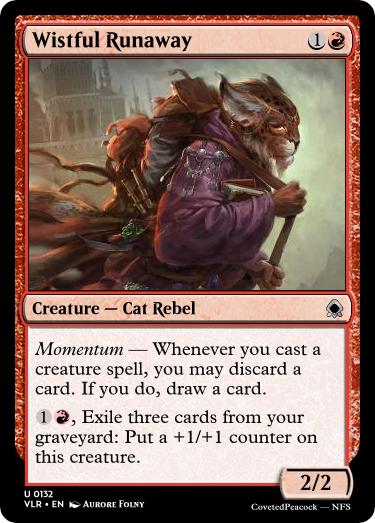 Wistful Runaway 1
Creature — Cat Rebel
Momentum — Whenever you cast a
creature spell, you may discard a
card. If you do, draw a card.
1 , Exile three cards from your
graveyard: Put a +1/+1 counter on
this creature.
2/2
U 0132
VLR • EN Aurore Folny
CovetedPeacock — NFS